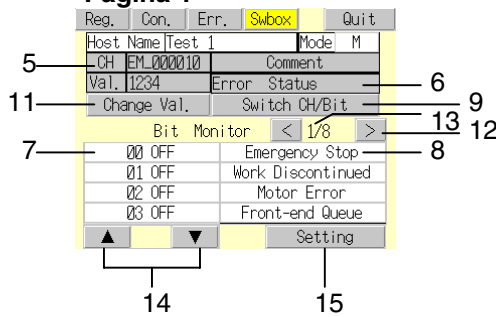 Página 1
Reg. Con. Err. Swbox Quit
Host Name Test 1 Mode M
5 CH EM_000010 Comment
Val. 1234 Error Status 6
11 Change Val. Switch CH/Bit 9
Bit Monitor < 1/8 > 13 12
7 00 OFF Emergency Stop 8
01 OFF Work Discontinued
02 OFF Motor Error
03 OFF Front-end Queue
▲ ▼ Setting
14 15